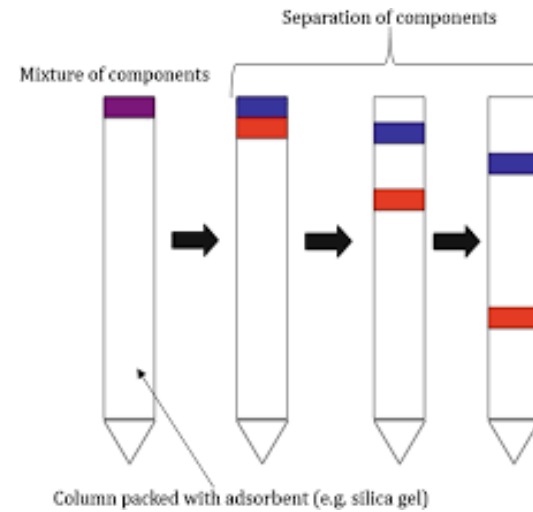 Separation of components
Mixture of components
Column packed with adsorbent (e.g. silica gel)